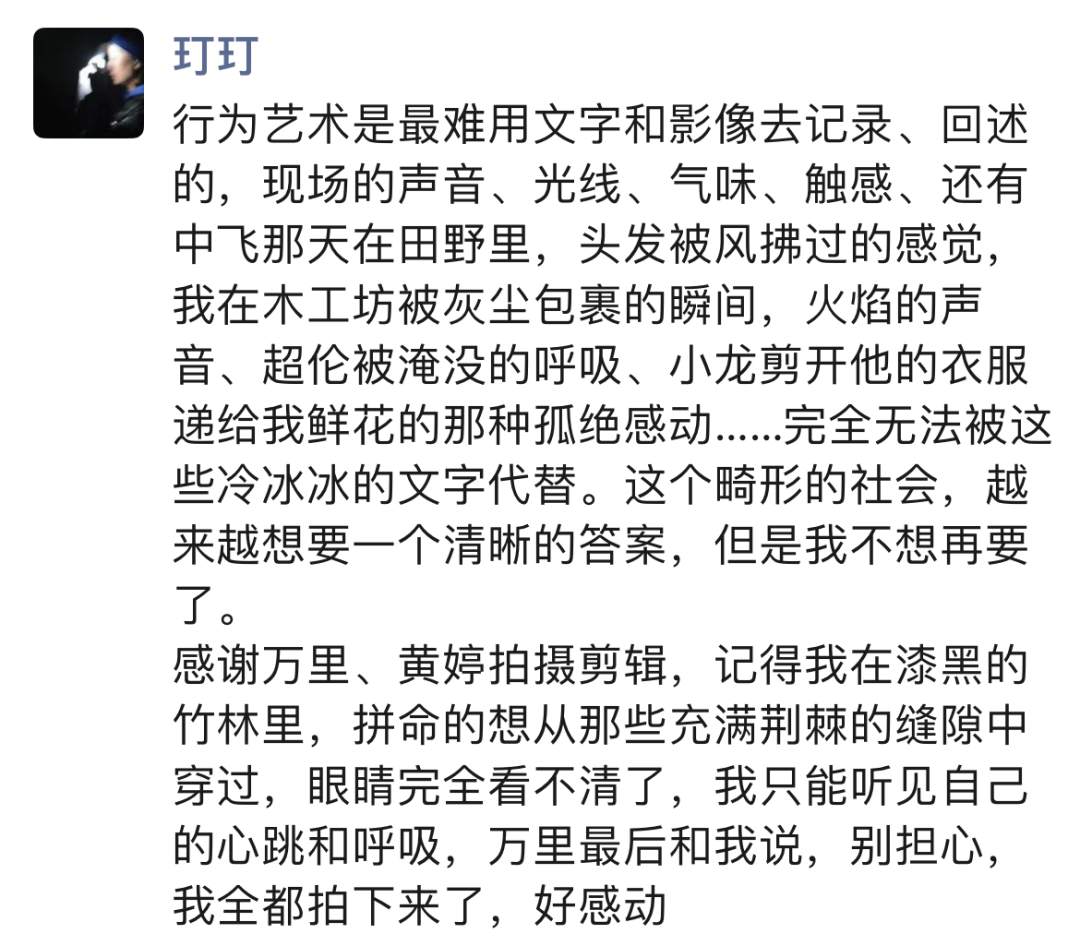 玎玎
行为艺术是最难用文字和影像去记录、回述
的，现场的声音、光线、气味、触感、还有
中飞那天在田野里，头发被风拂过的感觉，
我在木工坊被灰尘包裹的瞬间，火焰的声
音、超伦被淹没的呼吸、小龙剪开他的衣服
递给我鲜花的那种孤绝感动......完全无法被这
些冷冰冰的文字代替。这个畸形的社会，越
来越想要一个清晰的答案，但是我不想再要
了。
感谢万里、黄婷拍摄剪辑，记得我在漆黑的
竹林里，拼命的想从那些充满荆棘的缝隙中
穿过，眼睛完全看不清了，我只能听见自己
的心跳和呼吸，万里最后和我说，别担心，
我全都拍下来了，好感动